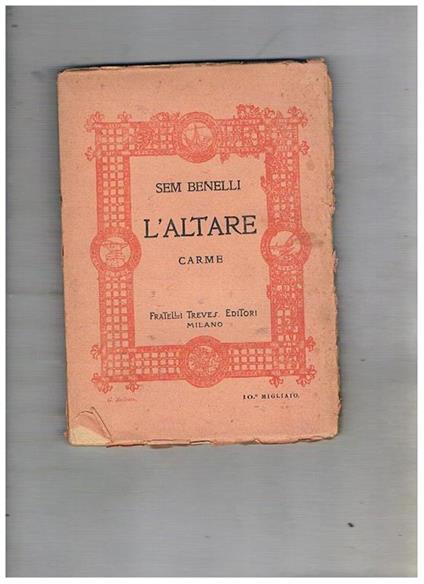 SEM BENELLI
L'ALTARE
CARME
FRATELLI TREVES, EDITORI
MILANO
10.° MIGLIAIO.